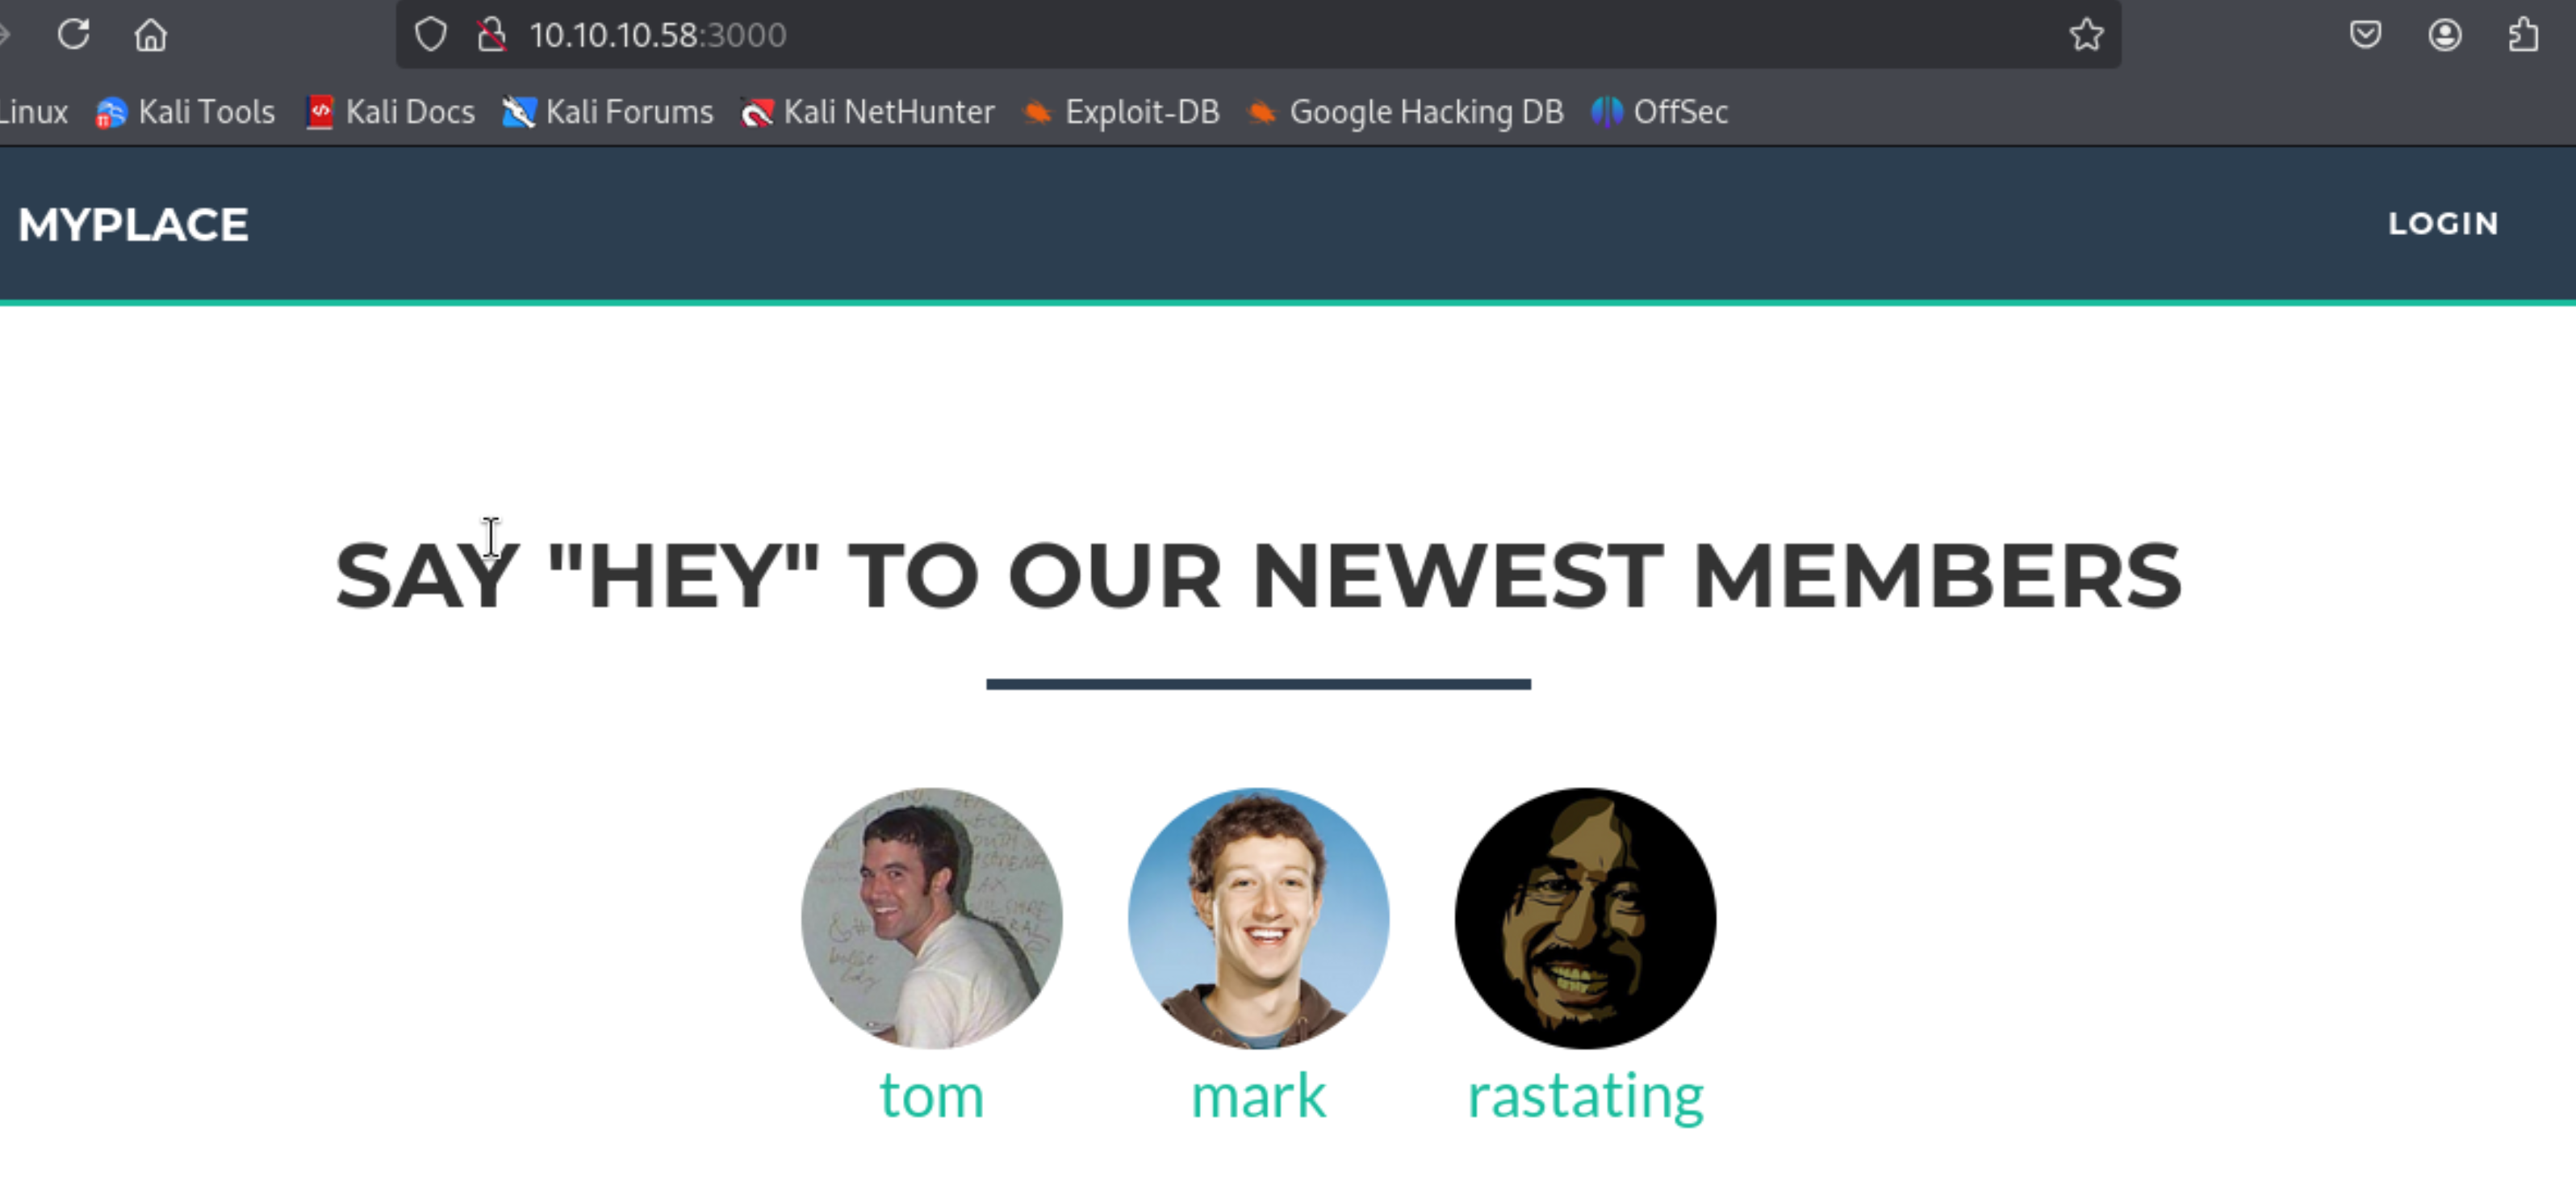 10.10.10.58:3000
Linux Kali Tools Kali Docs Kali Forums Kali NetHunter Exploit-DB Google Hacking DB OffSec
MYPLACE LOGIN
SAY "HEY" TO OUR NEWEST MEMBERS
tom mark rastating